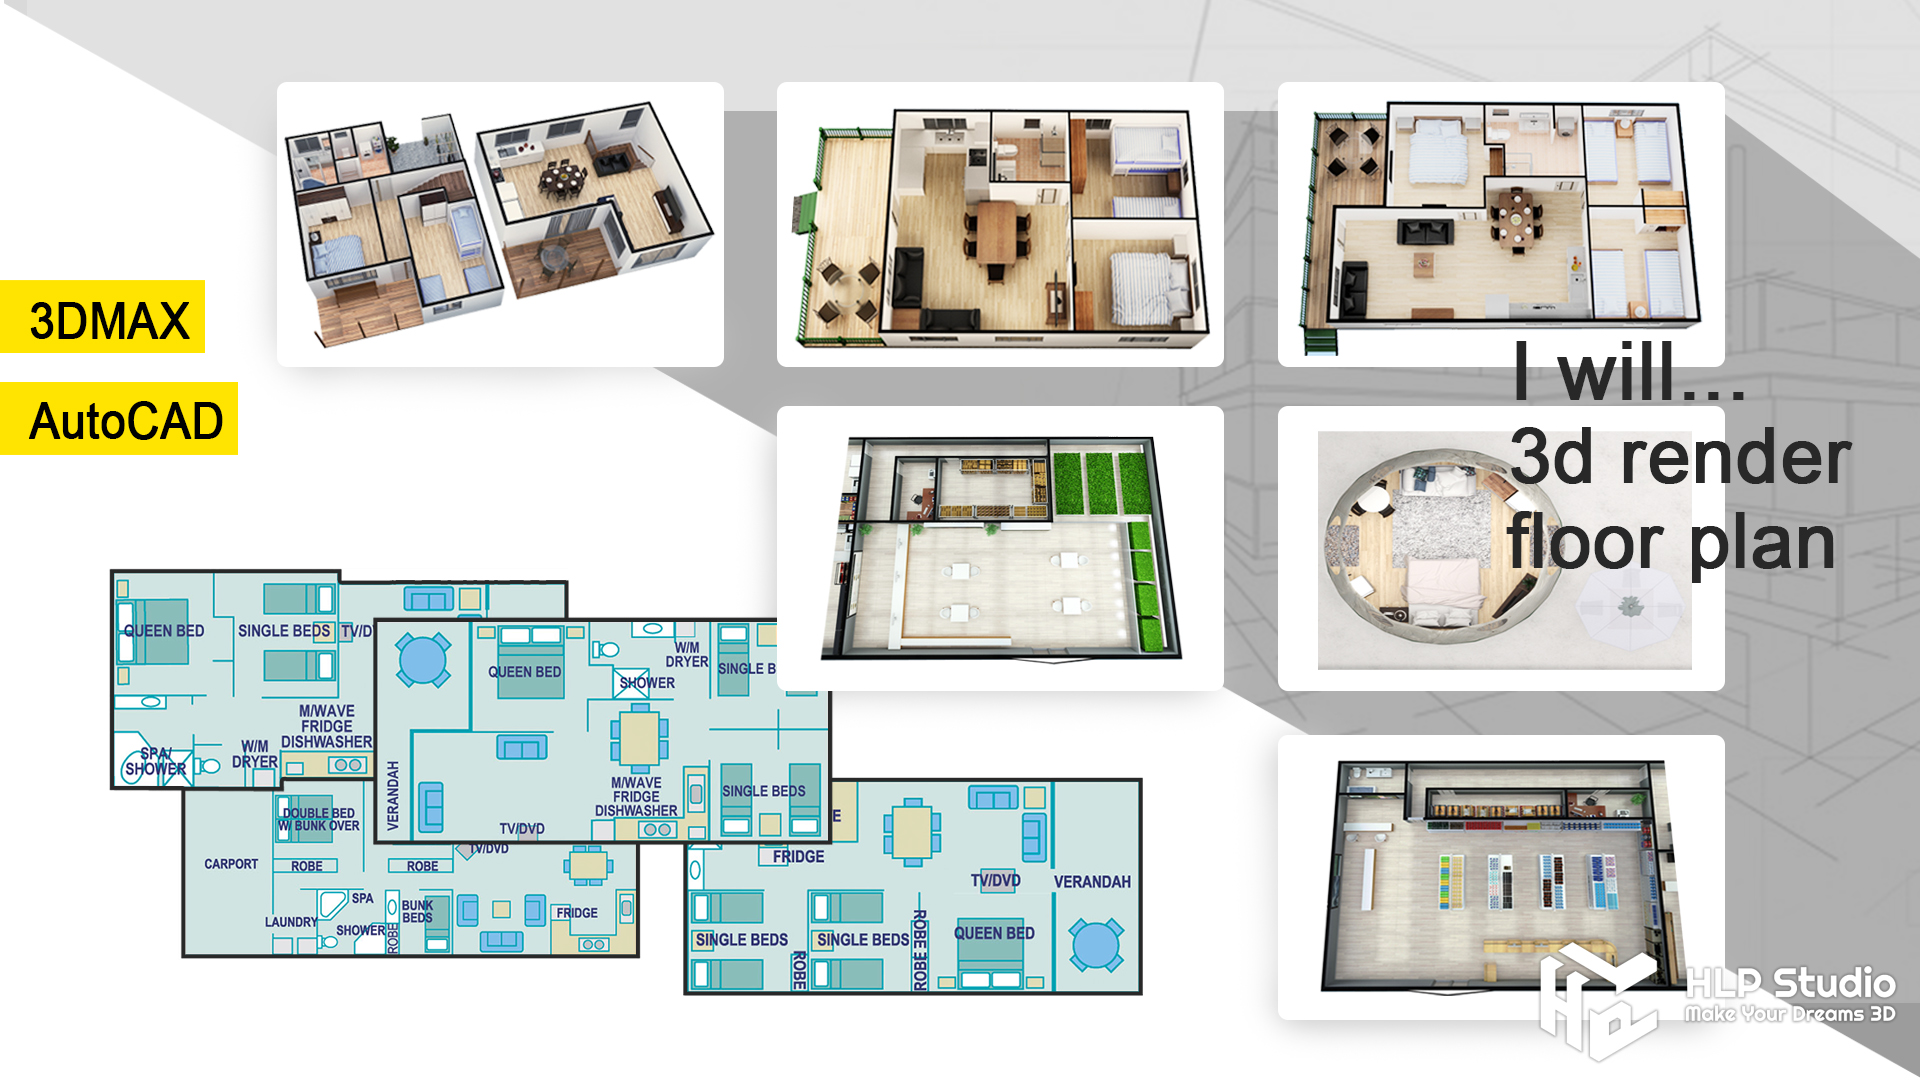 3DMAX
AutoCAD
I will...
3d render
floor plan
QUEEN BED
SINGLE BEDS
TV/D
M/WAVE
FRIDGE
DISHWASHER
SPA/
SHOWER
W/M
DRYER
QUEEN BED
W/M
DRYER
SHOWER
SINGLE B
VERANDAH
M/WAVE
FRIDGE
DISHWASHER
SINGLE BEDS
TV/DVD
DOUBLE BED
W/ BUNK OVER
CARPORT
ROBE
ROBE
TV/DVD
SPA
LAUNDRY
SHOWER
ROBE
BUNK
BEDS
FRIDGE
E
FRIDGE
TV/DVD
VERANDAH
SINGLE BEDS
ROBE
SINGLE BEDS
ROBE ROBE
QUEEN BED
HLP Studio
Make Your Dreams 3D